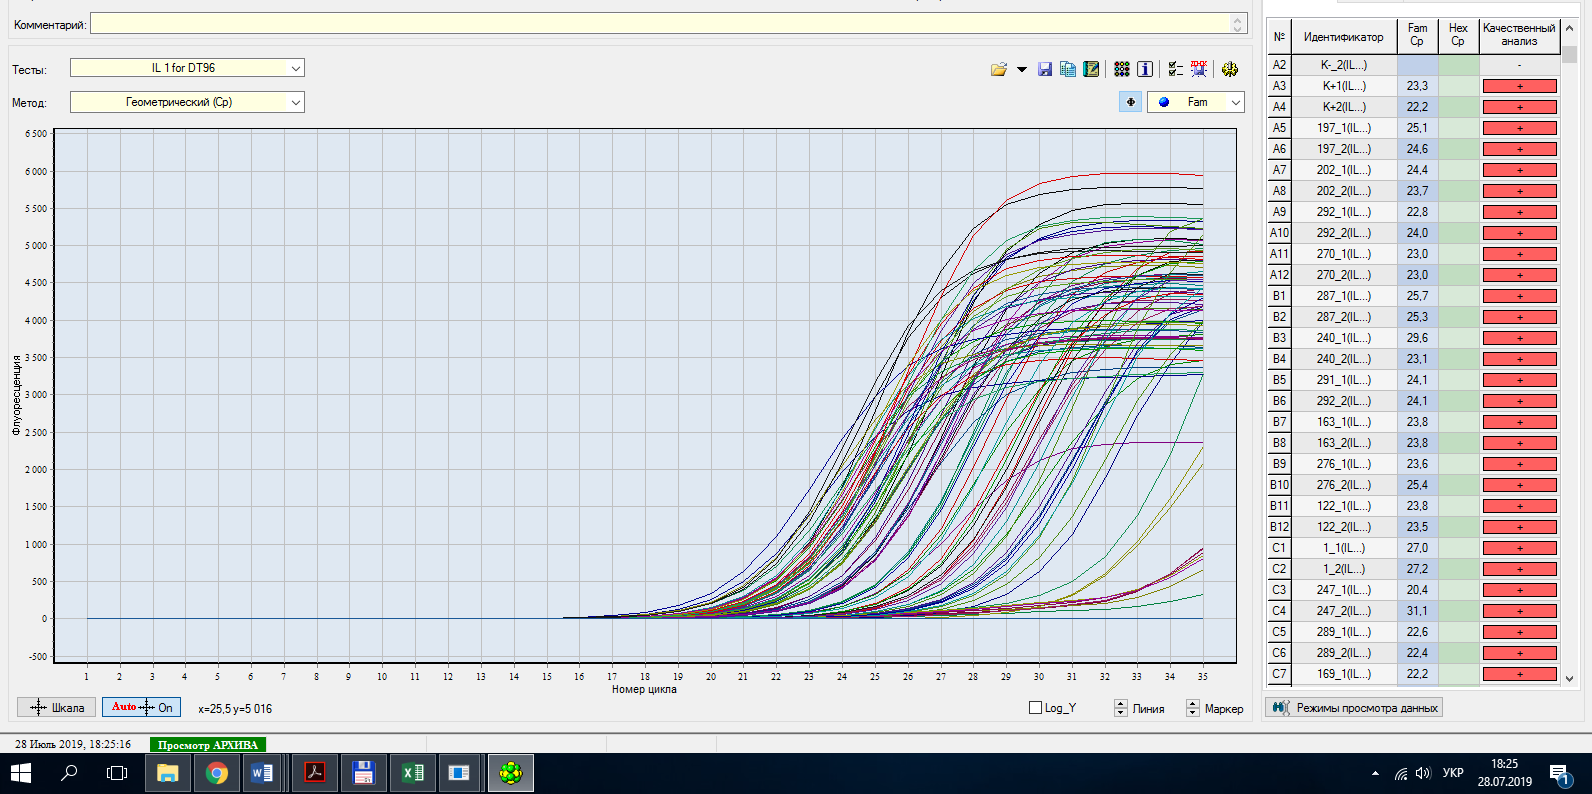 Комментарий:
Тесты:
IL 1 for DT96
Метод:
Геометрический (Cp)
Ф
Fam
6 500
6 000
5 500
5 000
4 500
4 000
3 500
3 000
2 500
2 000
1 500
1 000
500
0
-500
Флуоресценция
1 2 3 4 5 6 7 8 9 10 11 12 13 14 15 16 17 18 19 20 21 22 23 24 25 26 27 28 29 30 31 32 33 34 35
Номер цикла
Шкала
Auto On
x=25,5 y=5 016
Log_Y
Линия
Маркер
№ Идентификатор Fam Cp Hex Cp Качественный анализ
A2 K-_2(IL...) -
A3 K+1(IL...) 23,3 +
A4 K+2(IL...) 22,2 +
A5 197_1(IL...) 25,1 +
A6 197_2(IL...) 24,6 +
A7 202_1(IL...) 24,4 +
A8 202_2(IL...) 23,7 +
A9 292_1(IL...) 22,8 +
A10 292_2(IL...) 24,0 +
A11 270_1(IL...) 23,0 +
A12 270_2(IL...) 23,0 +
B1 287_1(IL...) 25,7 +
B2 287_2(IL...) 25,3 +
B3 240_1(IL...) 29,6 +
B4 240_2(IL...) 23,1 +
B5 291_1(IL...) 24,1 +
B6 292_2(IL...) 24,1 +
B7 163_1(IL...) 23,8 +
B8 163_2(IL...) 23,8 +
B9 276_1(IL...) 23,6 +
B10 276_2(IL...) 25,4 +
B11 122_1(IL...) 23,8 +
B12 122_2(IL...) 23,5 +
C1 1_1(IL...) 27,0 +
C2 1_2(IL...) 27,2 +
C3 247_1(IL...) 20,4 +
C4 247_2(IL...) 31,1 +
C5 289_1(IL...) 22,6 +
C6 289_2(IL...) 22,4 +
C7 169_1(IL...) 22,2 +
Режимы просмотра данных
28 Июль 2019, 18:25:16
Просмотр АРХИВА
УКР
18:25
28.07.2019
1